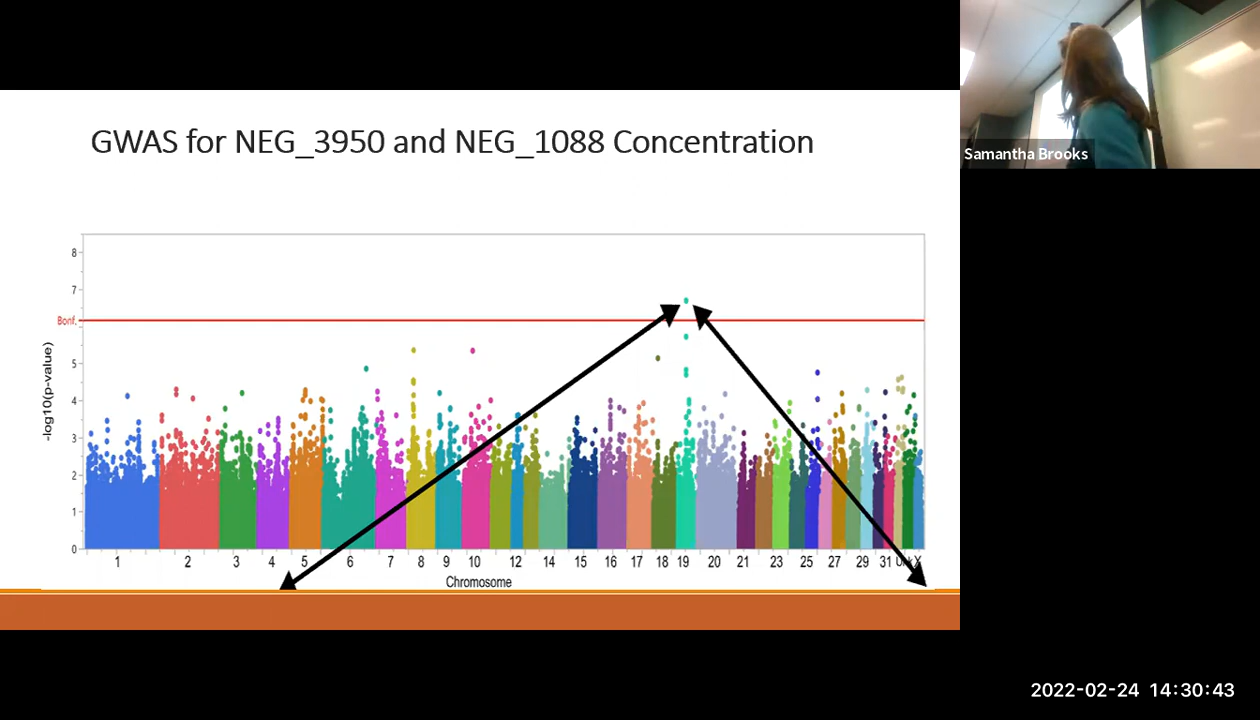 GWAS for NEG_3950 and NEG_1088 Concentration
Samantha Brooks
8
7
Bonf.
5
4
3
2
1
0
-log10(p-value)
1 2 3 4 5 6 7 8 9 10 12 14 15 16 17 18 19 20 21 23 25 27 29 31 X
Chromosome
2022-02-24 14:30:43